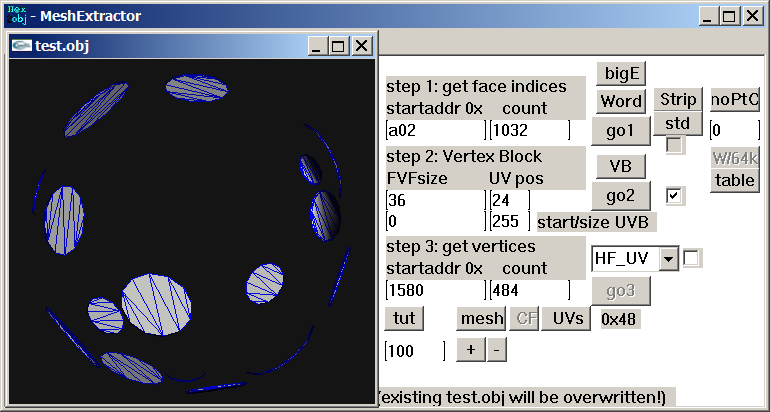 Hex
obj - MeshExtractor
test.obj
step 1: get face indices
startaddr 0x count
a02 1032
bigE
Word
go1
Strip
std
noPtC
0
step 2: Vertex Block
FVFsize UV pos
36 24
0 255 start/size UVB
VB
go2
W/64k
table
step 3: get vertices
startaddr 0x count
1580 484
HF_UV
go3
tut mesh CF UVs 0x48
100 + -
(existing test.obj will be overwritten!)